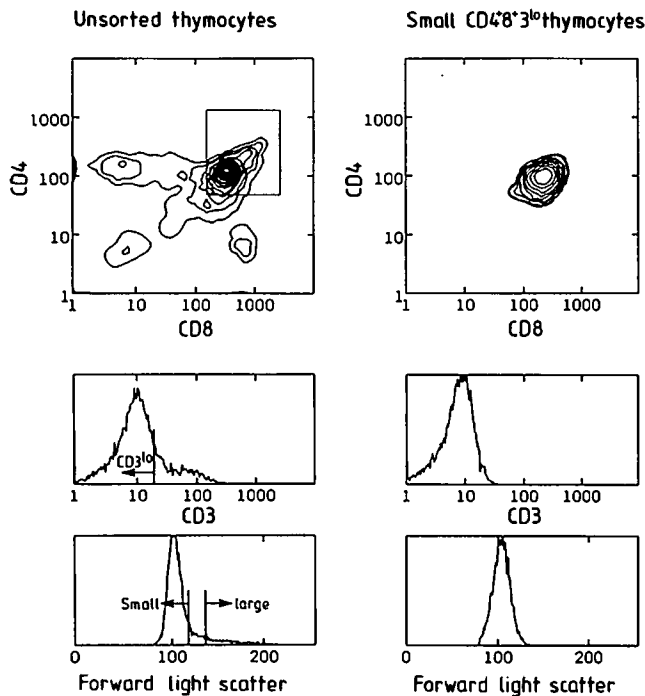 Unsorted thymocytes
Small CD4⁺8⁺3ˡᵒ thymocytes
1000
100
10
1
CD4
1 10 100 1000
CD8
1000
100
10
1
CD4
1 10 100 1000
CD8
CD3ˡᵒ
1 10 100 1000
CD3
1 10 100 1000
CD3
Small large
0 100 200
Forward light scatter
0 100 200
Forward light scatter